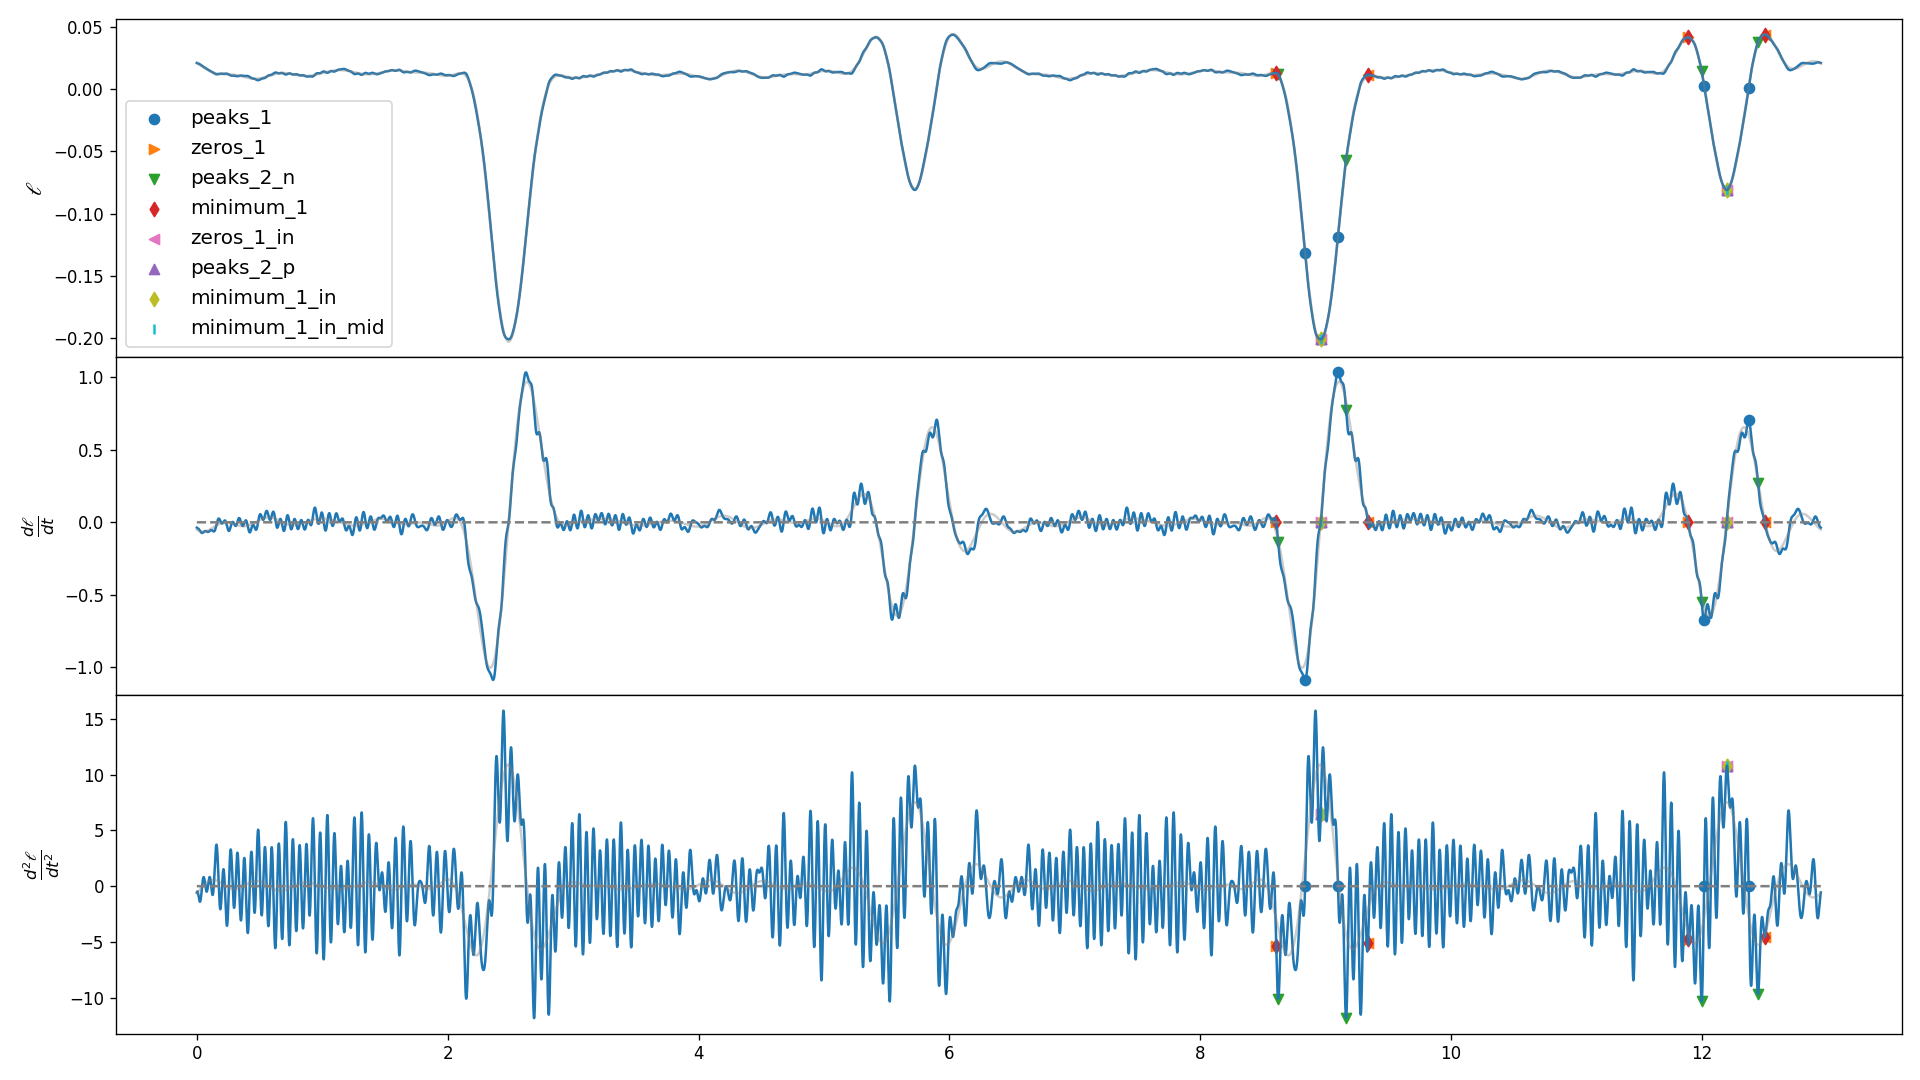 0.05
0.00
−0.05
−0.10
−0.15
−0.20
ℓ
peaks_1
zeros_1
peaks_2_n
minimum_1
zeros_1_in
peaks_2_p
minimum_1_in
minimum_1_in_mid
1.0
0.5
0.0
−0.5
−1.0
dℓ
dt
15
10
5
0
−5
−10
d²ℓ
dt²
0 2 4 6 8 10 12